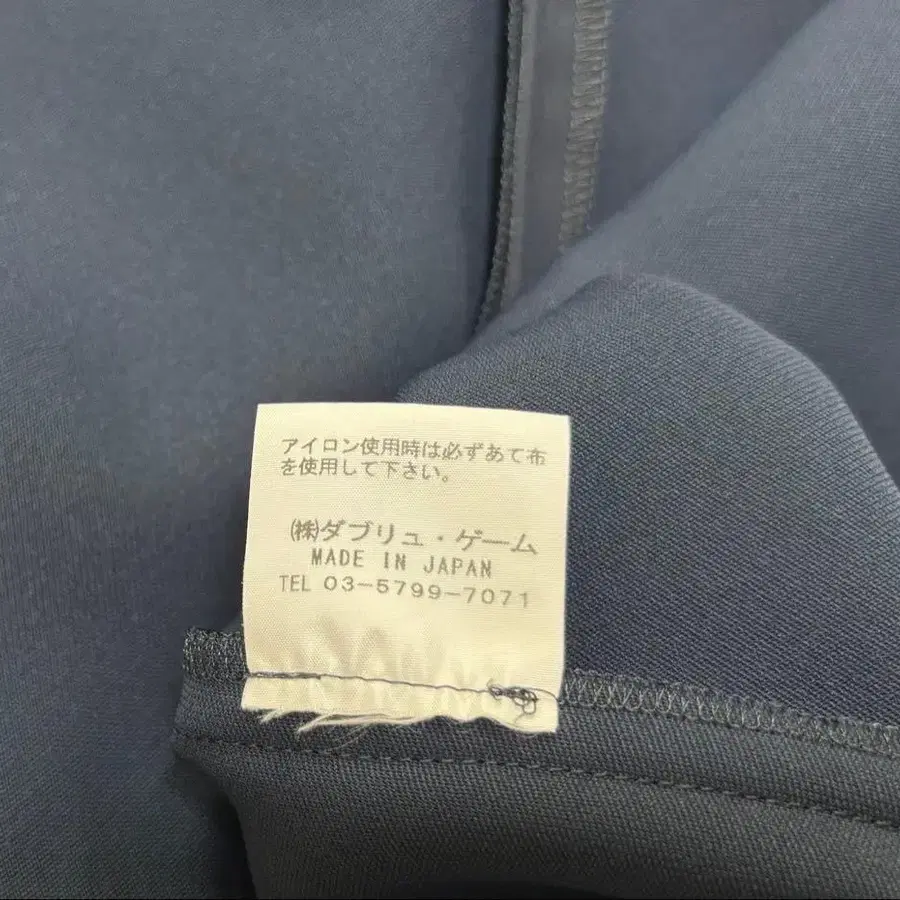 アイロン使用時は必ずあて布
を使用して下さい。
㈱ダブリュ・ゲーム
MADE IN JAPAN
TEL 03-5799-7071